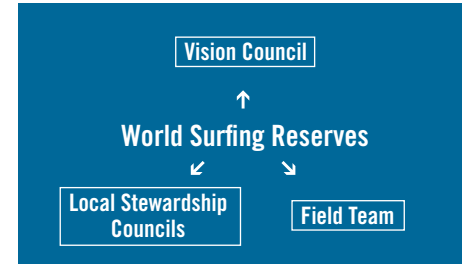 Vision Council
World Surfing Reserves
Local Stewardship
Councils
Field Team